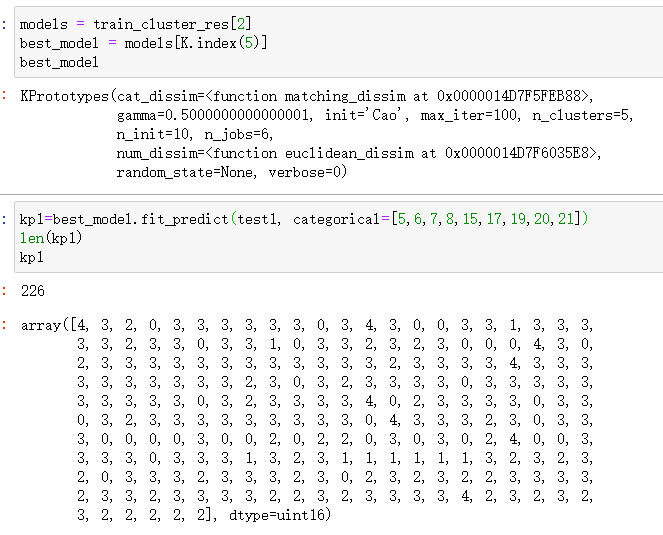 : models = train_cluster_res[2]
best_model = models[K.index(5)]
best_model
: KPrototypes(cat_dissim=<function matching_dissim at 0x0000014D7F5FEB88>,
gamma=0.5000000000000001, init='Cao', max_iter=100, n_clusters=5,
n_init=10, n_jobs=6,
num_dissim=<function euclidean_dissim at 0x0000014D7F6035E8>,
random_state=None, verbose=0)
: kp1=best_model.fit_predict(test1, categorical=[5,6,7,8,15,17,19,20,21])
len(kp1)
kp1
: 226
: array([4, 3, 2, 0, 3, 3, 3, 3, 3, 3, 0, 3, 4, 3, 0, 0, 3, 3, 1, 3, 3, 3,
3, 3, 2, 3, 3, 0, 3, 3, 1, 0, 3, 3, 2, 3, 2, 3, 0, 0, 0, 4, 3, 0,
2, 3, 3, 3, 3, 3, 3, 3, 3, 3, 3, 3, 3, 2, 3, 3, 3, 3, 4, 3, 3, 3,
3, 3, 3, 3, 3, 3, 2, 3, 0, 3, 2, 3, 3, 3, 3, 0, 3, 3, 3, 3, 3, 3,
3, 3, 3, 3, 0, 3, 2, 3, 3, 3, 3, 4, 0, 2, 3, 3, 3, 3, 0, 3, 3,
0, 3, 2, 3, 3, 3, 3, 3, 3, 3, 3, 3, 0, 4, 3, 3, 3, 2, 3, 0, 3, 3,
3, 0, 0, 0, 0, 3, 0, 0, 2, 0, 2, 2, 0, 3, 0, 3, 0, 2, 4, 0, 0, 3,
3, 3, 3, 0, 3, 3, 3, 1, 3, 2, 3, 1, 1, 1, 1, 1, 1, 3, 2, 3, 2, 3,
2, 0, 3, 3, 3, 2, 3, 3, 3, 2, 3, 0, 2, 3, 2, 3, 2, 2, 3, 3, 3, 3,
2, 3, 3, 2, 3, 3, 3, 3, 2, 2, 3, 2, 3, 3, 3, 3, 4, 2, 3, 2, 3, 2,
3, 2, 2, 2, 2, 2], dtype=uint16)